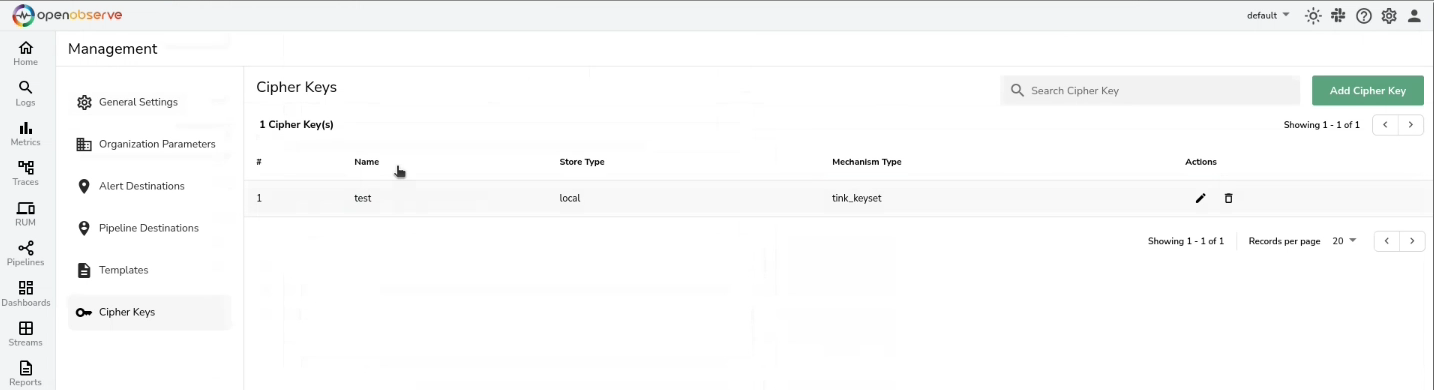 openobserve
default
Management
Home
Logs
Metrics
Traces
RUM
Pipelines
Dashboards
Streams
Reports
General Settings
Organization Parameters
Alert Destinations
Pipeline Destinations
Templates
Cipher Keys
Cipher Keys
Search Cipher Key
Add Cipher Key
1 Cipher Key(s)
Showing 1 - 1 of 1
# Name Store Type Mechanism Type Actions
1 test local tink_keyset
Showing 1 - 1 of 1 Records per page 20